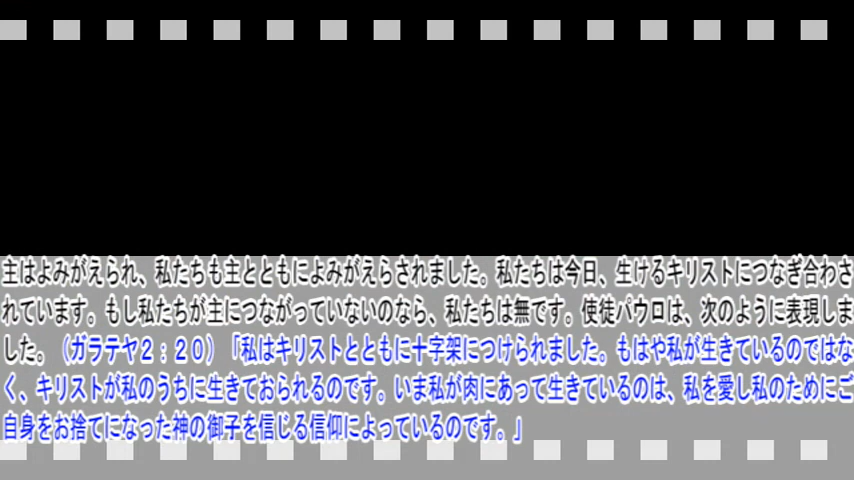 主はよみがえられ、私たちも主とともによみがえらされました。私たちは今日、生けるキリストにつなぎ合わさ
れています。もし私たちが主につながっていないのなら、私たちは無です。使徒パウロは、次のように表現しま
した。（ガラテヤ２：２０）「私はキリストとともに十字架につけられました。もはや私が生きているのではな
く、キリストが私のうちに生きておられるのです。いま私が肉にあって生きているのは、私を愛し私のためにご
自身をお捨てになった神の御子を信じる信仰によっているのです。」